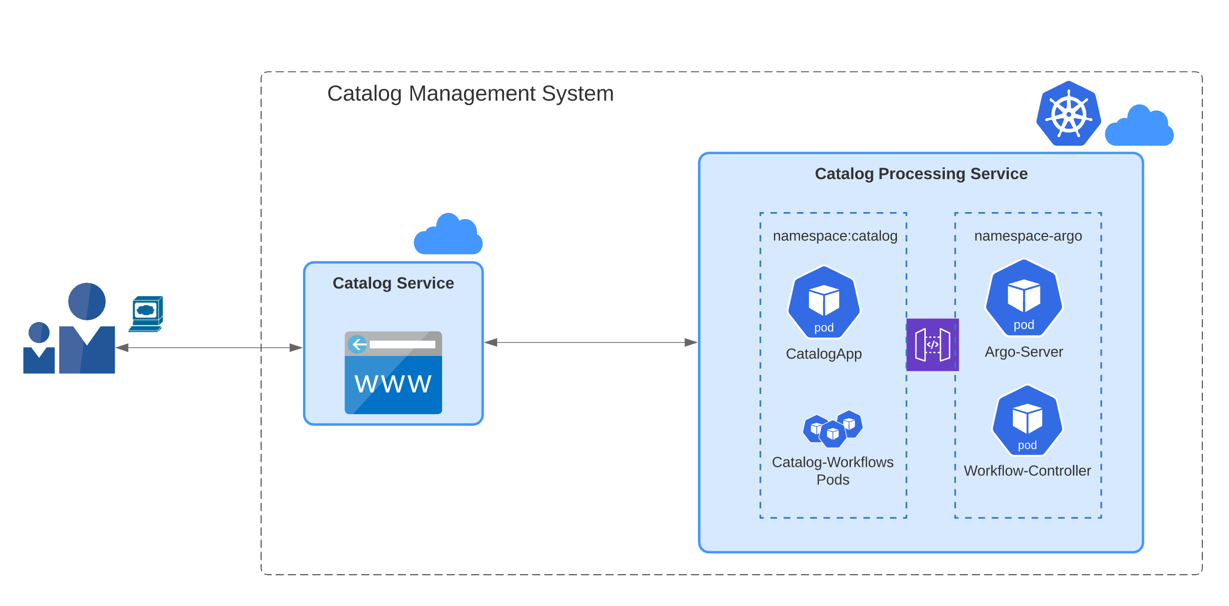 Catalog Management System
Catalog Processing Service
namespace:catalog
namespace-argo
pod
CatalogApp
pod
Argo-Server
</>
Catalog Service
WWW
Catalog-Workflows
Pods
pod
Workflow-Controller